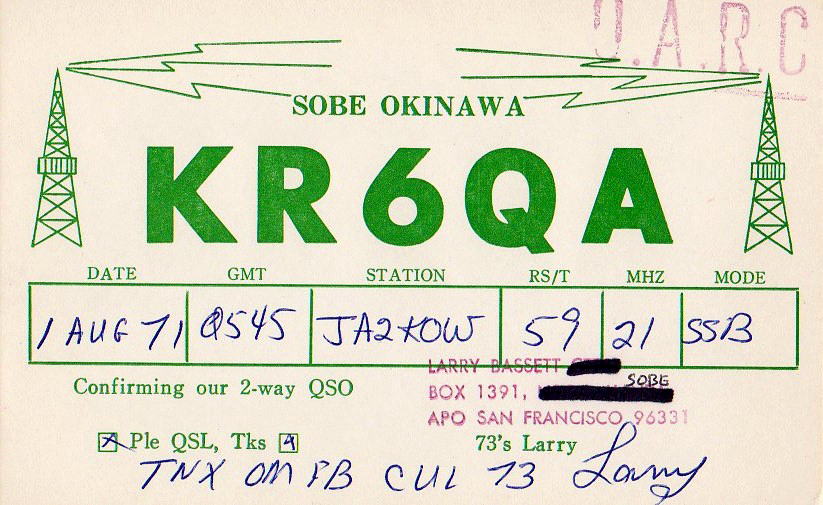 J.A.R.C
SOBE OKINAWA
KR6QA
DATE GMT STATION RS/T MHZ MODE
1 AUG 71 0545 JA2KOW 59 21 SSB
LARRY BASSETT
Confirming our 2-way QSO
SOBE
BOX 1391,
APO SAN FRANCISCO 96331
Ple QSL, Tks 73's Larry
TNX OM FB CUL 73 Larry